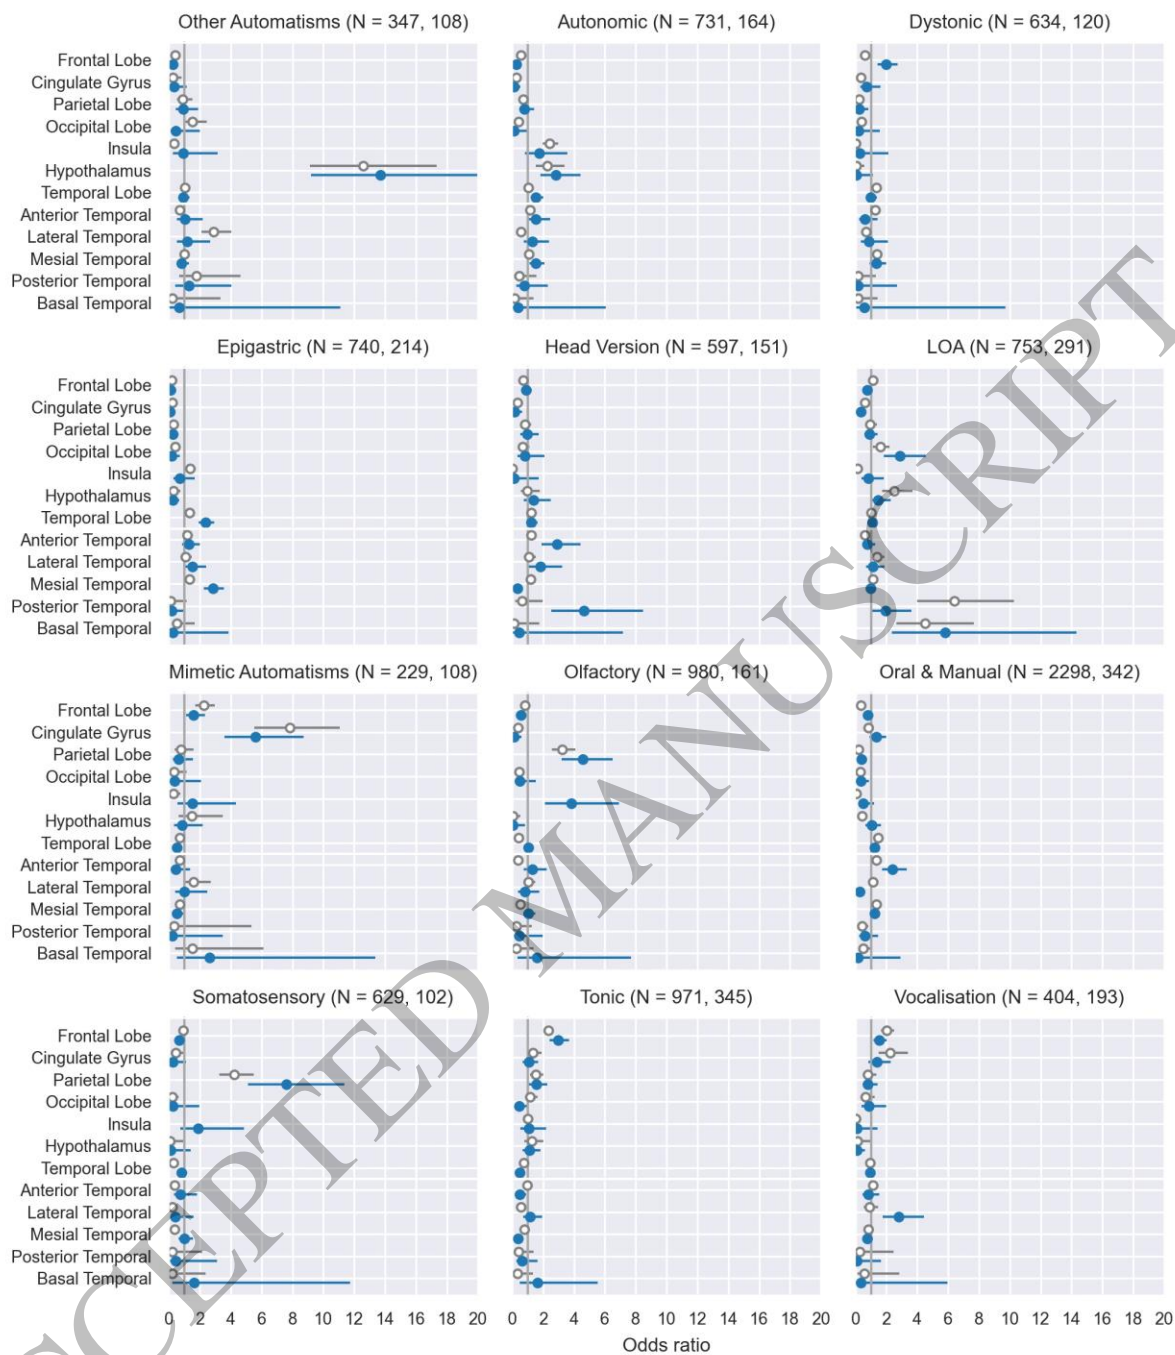 Other Automatisms (N = 347, 108)
Autonomic (N = 731, 164)
Dystonic (N = 634, 120)
Frontal Lobe
Cingulate Gyrus
Parietal Lobe
Occipital Lobe
Insula
Hypothalamus
Temporal Lobe
Anterior Temporal
Lateral Temporal
Mesial Temporal
Posterior Temporal
Basal Temporal
Epigastric (N = 740, 214)
Head Version (N = 597, 151)
LOA (N = 753, 291)
Frontal Lobe
Cingulate Gyrus
Parietal Lobe
Occipital Lobe
Insula
Hypothalamus
Temporal Lobe
Anterior Temporal
Lateral Temporal
Mesial Temporal
Posterior Temporal
Basal Temporal
Mimetic Automatisms (N = 229, 108)
Olfactory (N = 980, 161)
Oral & Manual (N = 2298, 342)
Frontal Lobe
Cingulate Gyrus
Parietal Lobe
Occipital Lobe
Insula
Hypothalamus
Temporal Lobe
Anterior Temporal
Lateral Temporal
Mesial Temporal
Posterior Temporal
Basal Temporal
Somatosensory (N = 629, 102)
Tonic (N = 971, 345)
Vocalisation (N = 404, 193)
Frontal Lobe
Cingulate Gyrus
Parietal Lobe
Occipital Lobe
Insula
Hypothalamus
Temporal Lobe
Anterior Temporal
Lateral Temporal
Mesial Temporal
Posterior Temporal
Basal Temporal
0 2 4 6 8 10 12 14 16 18 20
0 2 4 6 8 10 12 14 16 18 20
0 2 4 6 8 10 12 14 16 18 20
Odds ratio
CEPTED MANUSCRIPT